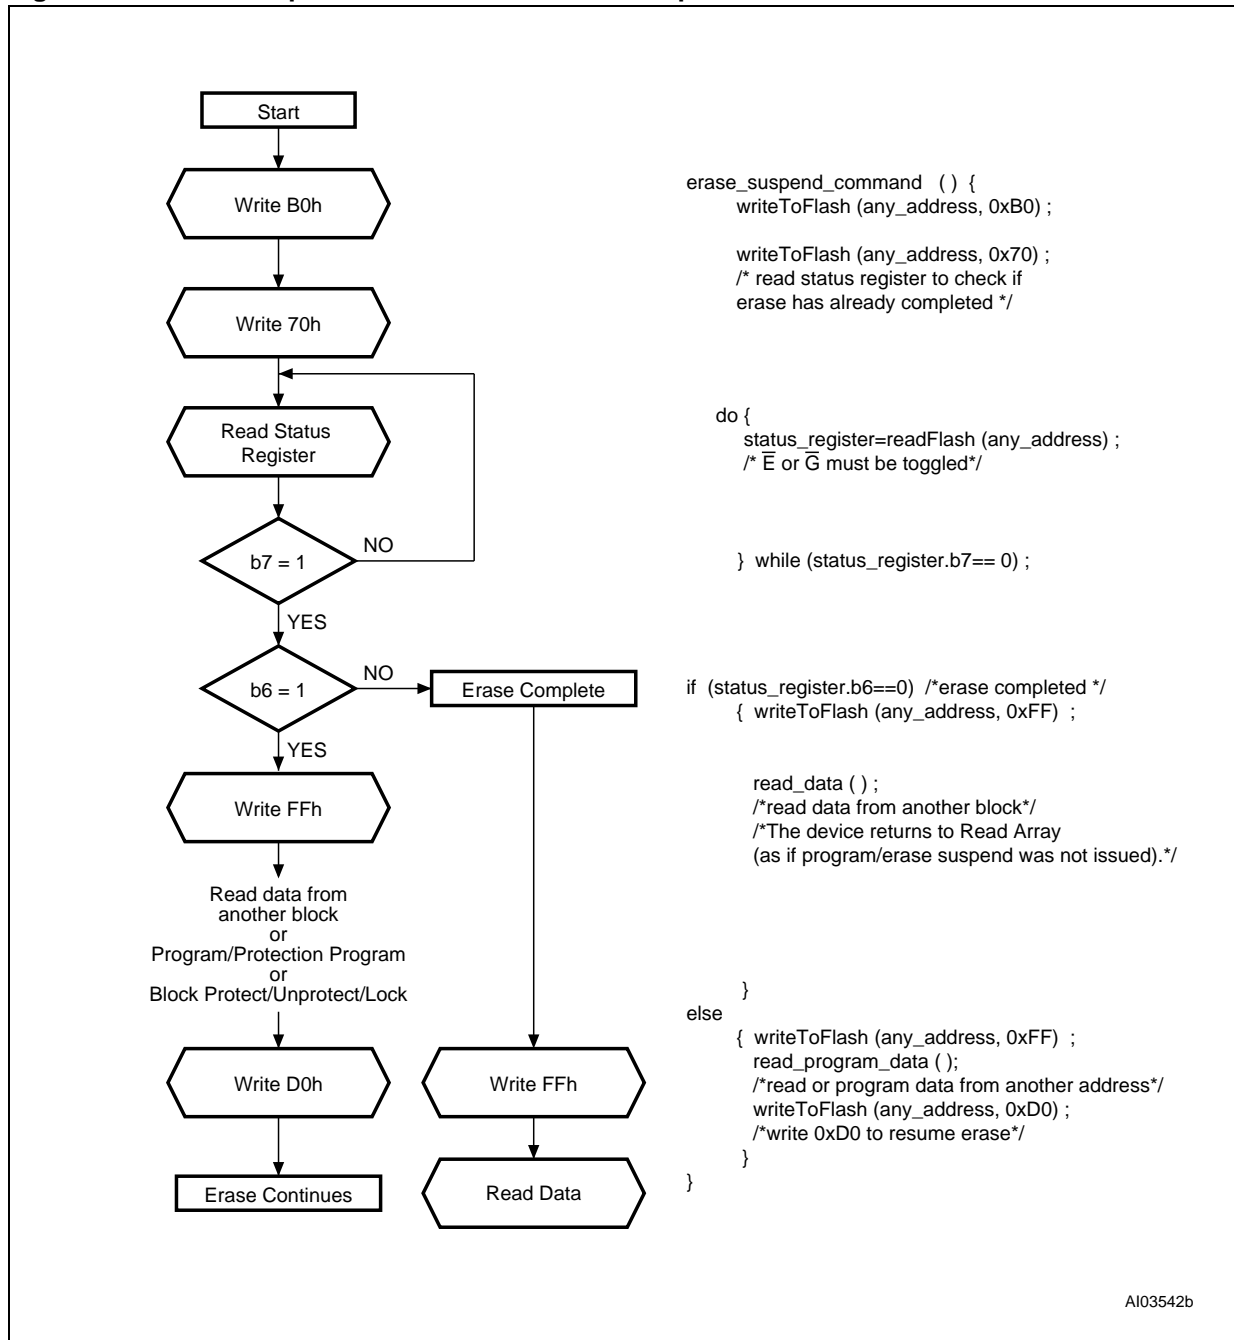 Start
Write B0h
Write 70h
Read Status
Register
b7 = 1
NO
YES
b6 = 1
NO
Erase Complete
YES
Write FFh
Read data from
another block
or
Program/Protection Program
or
Block Protect/Unprotect/Lock
Write D0h
Write FFh
Erase Continues
Read Data
erase_suspend_command ( ) {
writeToFlash (any_address, 0xB0) ;
writeToFlash (any_address, 0x70) ;
/* read status register to check if
erase has already completed */
do {
status_register=readFlash (any_address) ;
/* E̅ or G̅ must be toggled*/
} while (status_register.b7== 0) ;
if (status_register.b6==0) /*erase completed */
{ writeToFlash (any_address, 0xFF) ;
read_data ( ) ;
/*read data from another block*/
/*The device returns to Read Array
(as if program/erase suspend was not issued).*/
}
else
{ writeToFlash (any_address, 0xFF) ;
read_program_data ( );
/*read or program data from another address*/
writeToFlash (any_address, 0xD0) ;
/*write 0xD0 to resume erase*/
}
}
AI03542b